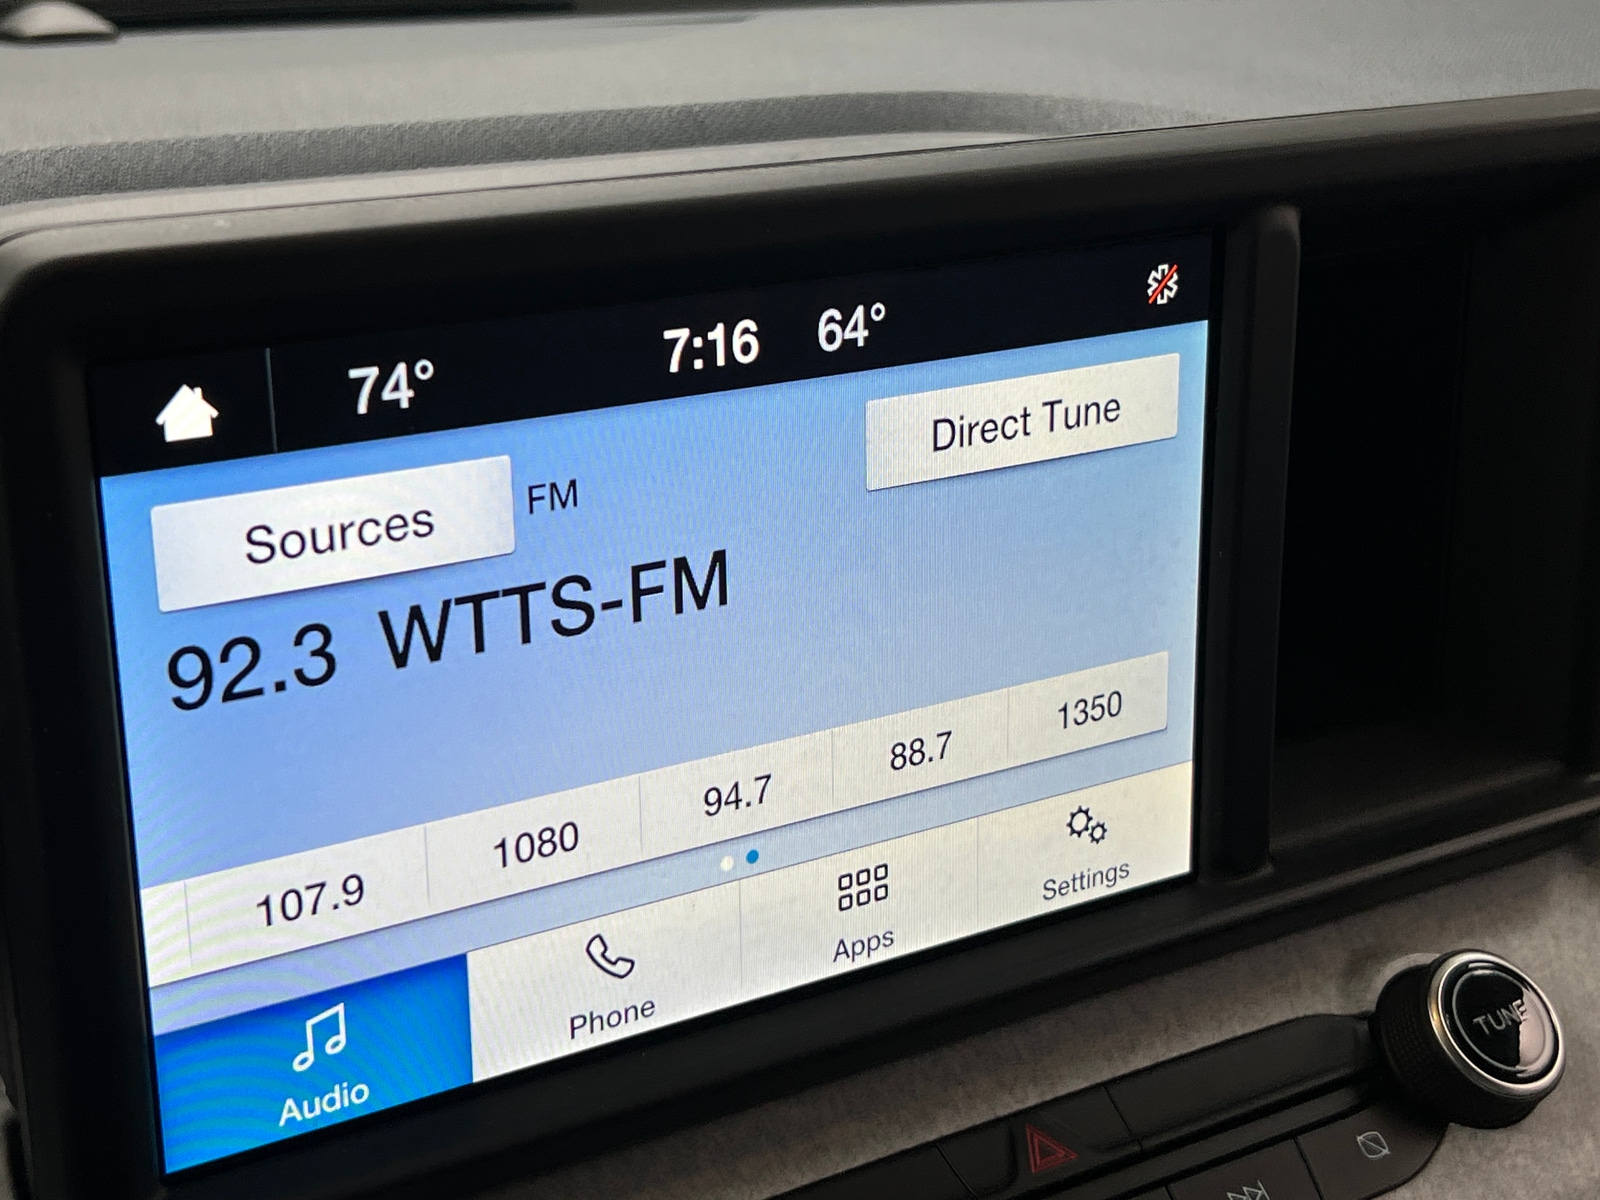 74° 7:16 64°
Sources FM Direct Tune
92.3 WTTS-FM
107.9 1080 94.7 88.7 1350
Audio Phone Apps Settings
TUNE